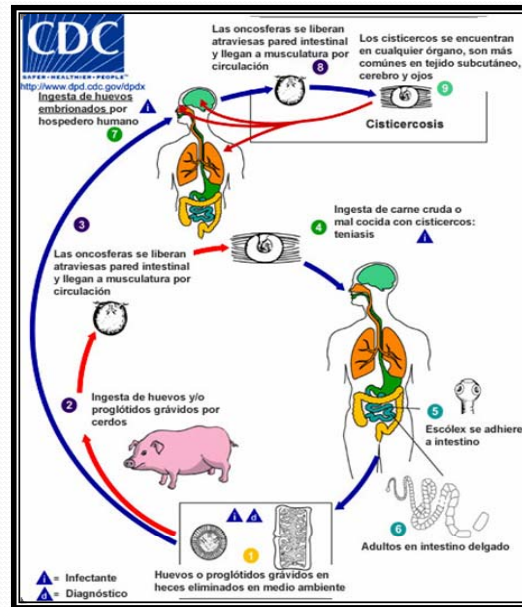 CDC
SAFER • HEALTHIER • PEOPLE™
http://www.dpd.cdc.gov/dpdx
Las oncosferas se liberan
atraviesas pared intestinal
y llegan a musculatura por
circulación
8
Los cisticercos se encuentran
en cualquier órgano, son más
comúnes en tejido subcutáneo,
cerebro y ojos
9
Cisticercosis
Ingesta de huevos
embrionados por
hospedero humano
i
7
3
Las oncosferas se liberan
atraviesas pared intestinal
y llegan a musculatura por
circulación
4
Ingesta de carne cruda o
mal cocida con cisticercos:
teniasis
i
2
Ingesta de huevos y/o
proglótidos grávidos por
cerdos
5
Escólex se adhiere
a intestino
6
Adultos en intestino delgado
i d
1
Huevos o proglótidos grávidos en
heces eliminados en medio ambiente
i = Infectante
d = Diagnóstico